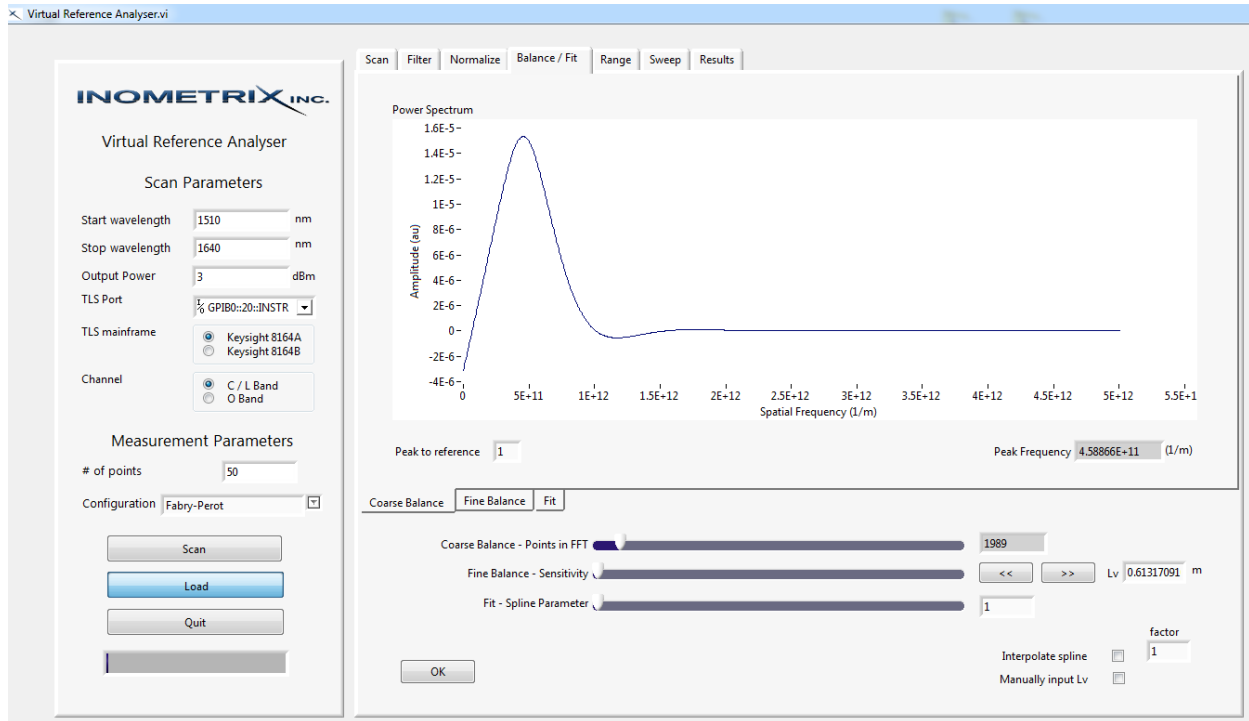 Virtual Reference Analyser.vi
INOMETRIX INC.
Virtual Reference Analyser
Scan Parameters
Start wavelength 1510 nm
Stop wavelength 1640 nm
Output Power 3 dBm
TLS Port GPIB0::20::INSTR
TLS mainframe
Keysight 8164A
Keysight 8164B
Channel
C / L Band
O Band
Measurement Parameters
# of points 50
Configuration Fabry-Perot
Scan
Load
Quit
Scan Filter Normalize Balance / Fit Range Sweep Results
Power Spectrum
Amplitude (au)
1.6E-5
1.4E-5
1.2E-5
1E-5
8E-6
6E-6
4E-6
2E-6
0
-2E-6
-4E-6
0 5E+11 1E+12 1.5E+12 2E+12 2.5E+12 3E+12 3.5E+12 4E+12 4.5E+12 5E+12 5.5E+1
Spatial Frequency (1/m)
Peak to reference 1 Peak Frequency 4.58866E+11 (1/m)
Coarse Balance Fine Balance Fit
Coarse Balance - Points in FFT 1989
Fine Balance - Sensitivity << >> Lv 0.61317091 m
Fit - Spline Parameter 1
factor
Interpolate spline 1
Manually input Lv
OK